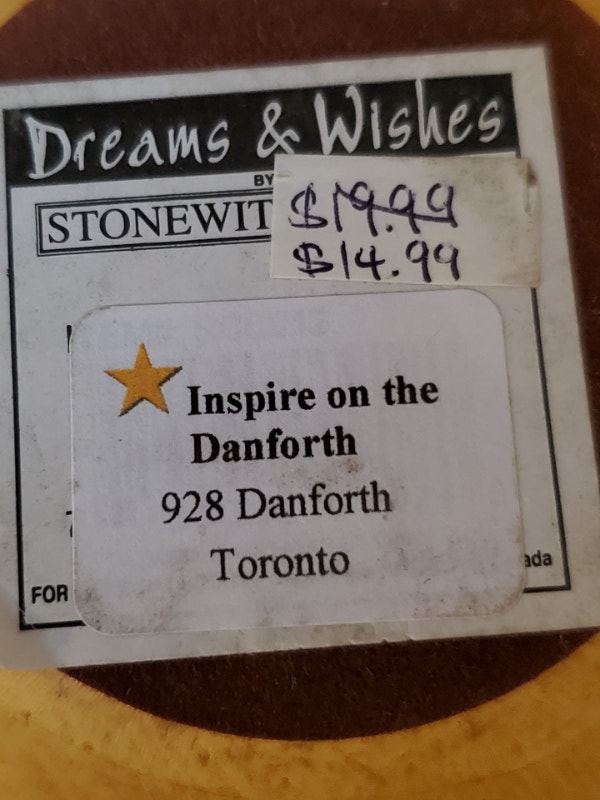 Dreams & Wishes
BY
STONEWIT
$19.99
$14.99
Inspire on the
Danforth
928 Danforth
Toronto
FOR
ada